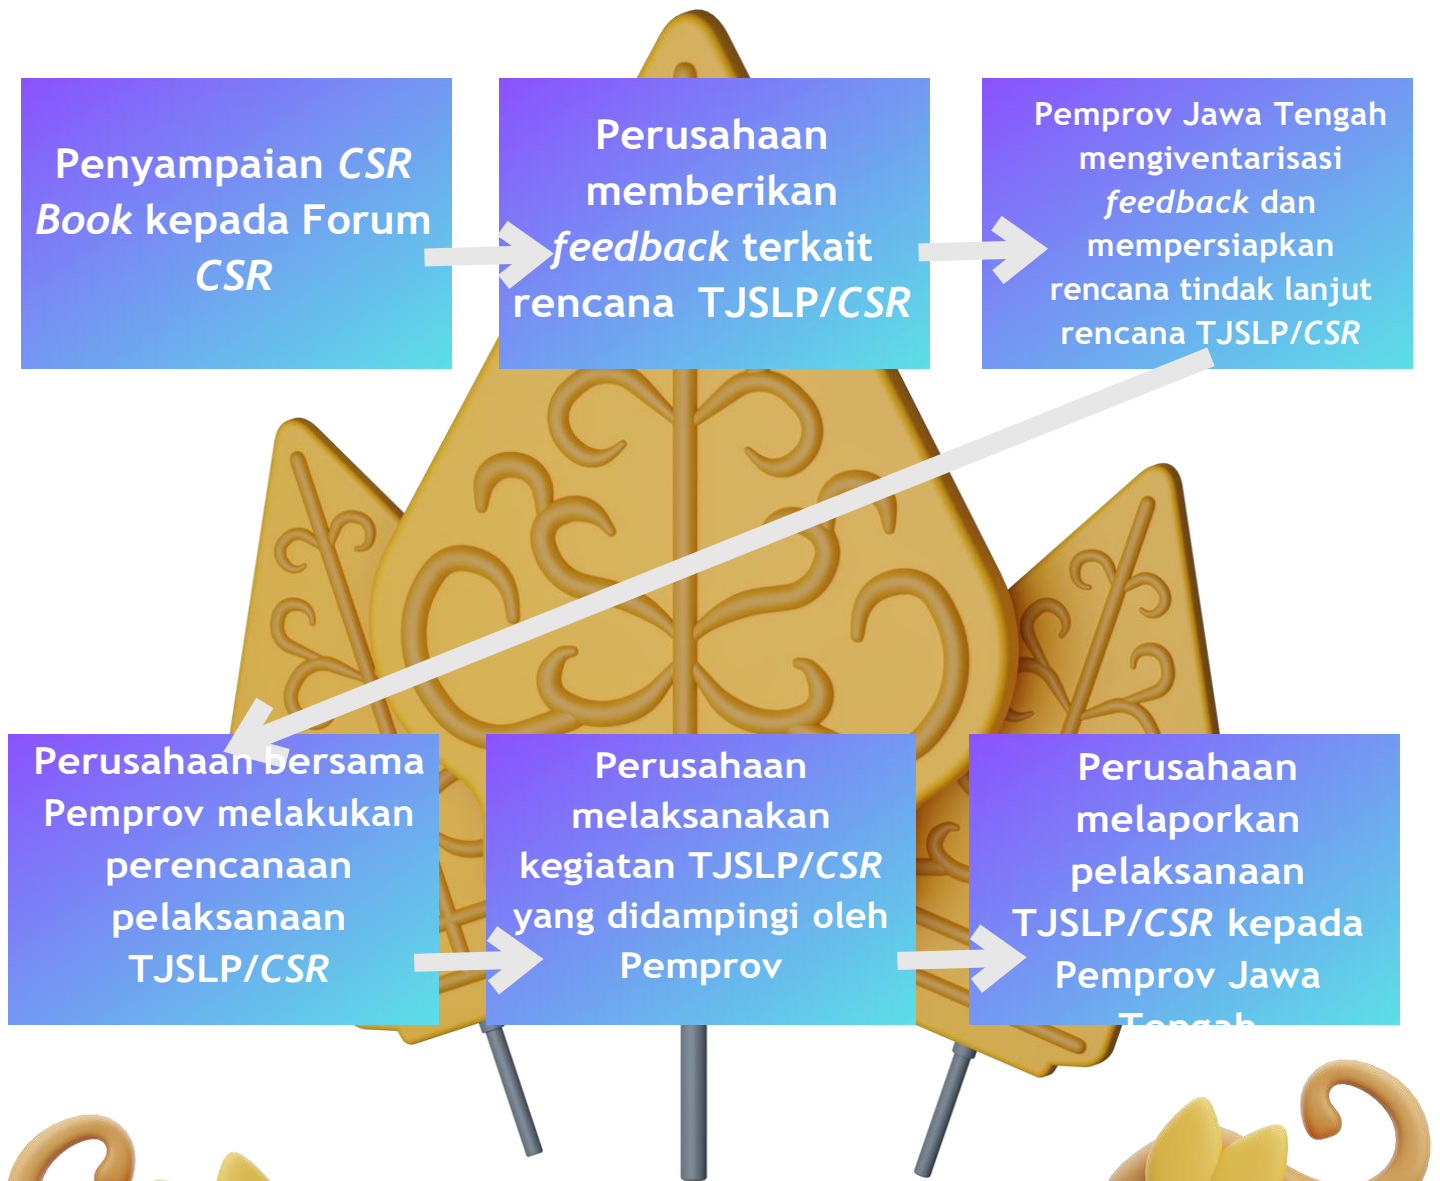 Penyampaian CSR
Book kepada Forum
CSR
Perusahaan
memberikan
feedback terkait
rencana TJSLP/CSR
Pemprov Jawa Tengah
mengiventarisasi
feedback dan
mempersiapkan
rencana tindak lanjut
rencana TJSLP/CSR
Perusahaan bersama
Pemprov melakukan
perencanaan
pelaksanaan
TJSLP/CSR
Perusahaan
melaksanakan
kegiatan TJSLP/CSR
yang didampingi oleh
Pemprov
Perusahaan
melaporkan
pelaksanaan
TJSLP/CSR kepada
Pemprov Jawa
Tengah